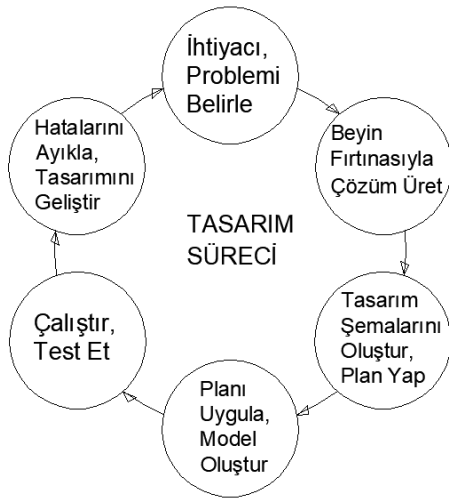 İhtiyacı,
Problemi
Belirle
Beyin
Fırtınasıyla
Çözüm Üret
Tasarım
Şemalarını
Oluştur,
Plan Yap
Planı
Uygula,
Model
Oluştur
Çalıştır,
Test Et
Hatalarını
Ayıkla,
Tasarımını
Geliştir
TASARIM
SÜRECİ